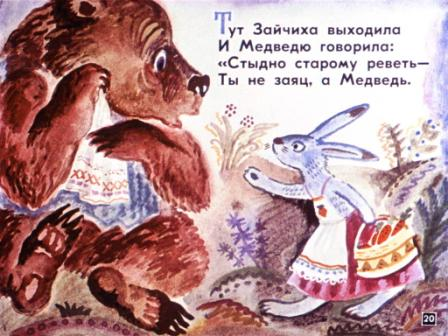 Тут Зайчиха выходила
И Медведю говорила:
«Стыдно старому реветь—
Ты не заяц, а Медведь.
20